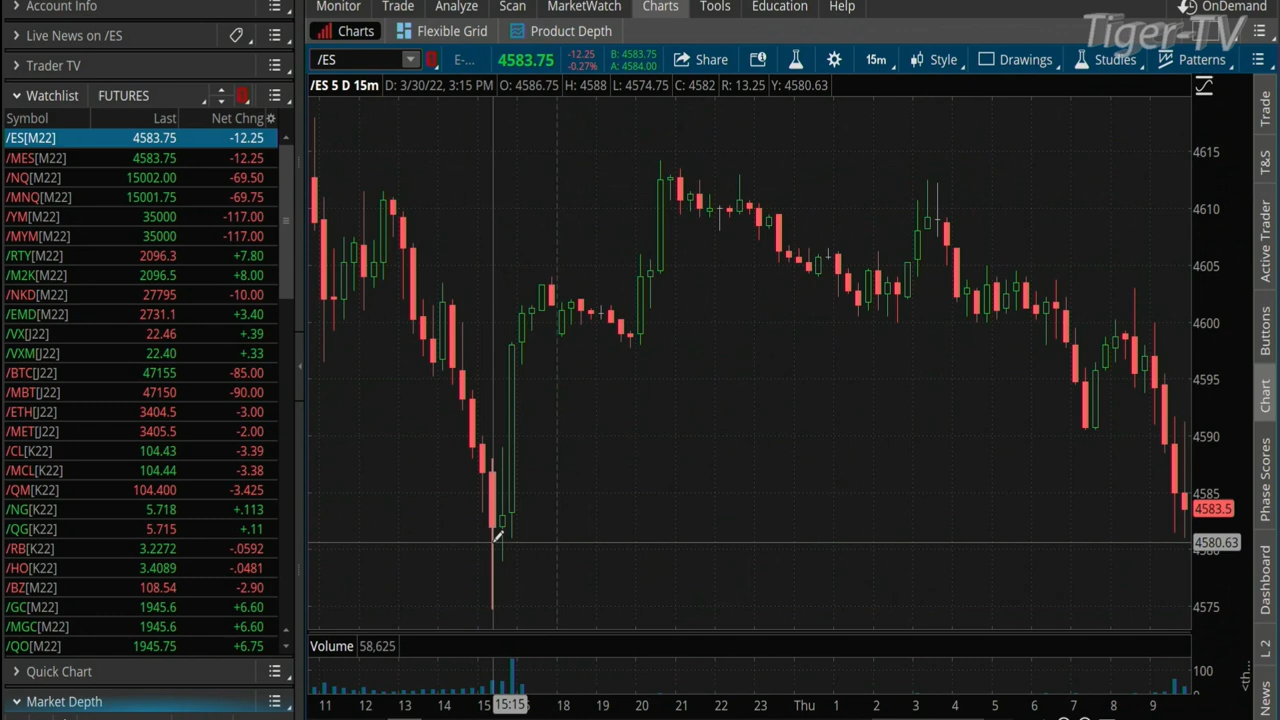 Account Info
Monitor Trade Analyze Scan MarketWatch Charts Tools Education Help OnDemand
Tiger-TV
Live News on /ES
Charts Flexible Grid Product Depth
Trader TV
/ES E-... 4583.75 -12.25 -0.27% B: 4583.75 A: 4584.00 Share 15m Style Drawings Studies Patterns
Watchlist FUTURES
/ES 5 D 15m D: 3/30/22, 3:15 PM O: 4586.75 H: 4588 L: 4574.75 C: 4582 R: 13.25 Y: 4580.63
Symbol Last Net Chng
/ES[M22] 4583.75 -12.25
/MES[M22] 4583.75 -12.25
/NQ[M22] 15002.00 -69.50
/MNQ[M22] 15001.75 -69.75
/YM[M22] 35000 -117.00
/MYM[M22] 35000 -117.00
/RTY[M22] 2096.3 +7.80
/M2K[M22] 2096.5 +8.00
/NKD[M22] 27795 -10.00
/EMD[M22] 2731.1 +3.40
/VX[J22] 22.46 +.39
/VXM[J22] 22.40 +.33
/BTC[J22] 47155 -85.00
/MBT[J22] 47150 -90.00
/ETH[J22] 3404.5 -3.00
/MET[J22] 3405.5 -2.00
/CL[K22] 104.43 -3.39
/MCL[K22] 104.44 -3.38
/QM[K22] 104.400 -3.425
/NG[K22] 5.718 +.113
/QG[K22] 5.715 +.11
/RB[K22] 3.2272 -.0592
/HO[K22] 3.4089 -.0481
/BZ[M22] 108.54 -2.90
/GC[M22] 1945.6 +6.60
/MGC[M22] 1945.6 +6.60
/QO[M22] 1945.75 +6.75
Quick Chart
Market Depth
4615
4610
4605
4600
4595
4590
4585
4583.5
4580.63
4580
4575
Volume 58,625
100
0
11 12 13 14 15 15:15 18 19 20 21 22 23 Thu 1 2 3 4 5 6 7 8 9
<th...
Trade
T&S
Active Trader
Buttons
Chart
Phase Scores
Dashboard
L 2
News